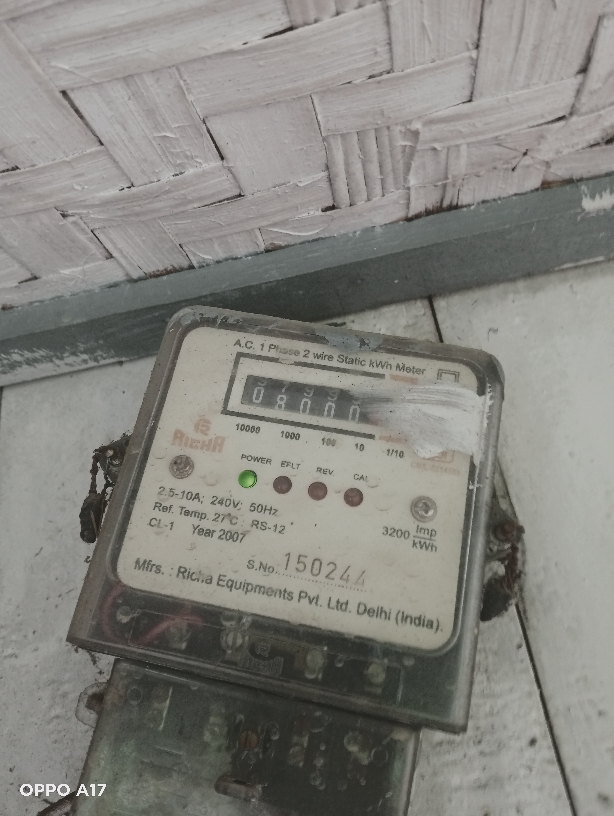 A.C. 1 Phase 2 wire Static kWh Meter
08000
10000 1000 100 10 1/10
POWER EFLT REV. CAL
2.5-10A; 240V; 50Hz
Ref. Temp. 27°C RS-12
CL-1 Year 2007
3200 Imp/kWh
S.No. 150244
Mfrs. : Richa Equipments Pvt. Ltd. Delhi (India).
OPPO A17